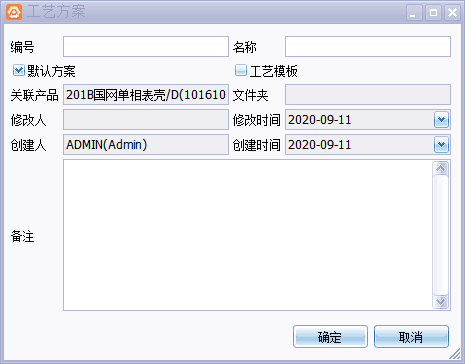 工艺方案
编号 名称
默认方案 工艺模板
关联产品 201B国网单相表壳/D(101610 文件夹
修改人 修改时间 2020-09-11
创建人 ADMIN(Admin) 创建时间 2020-09-11
备注
确定 取消